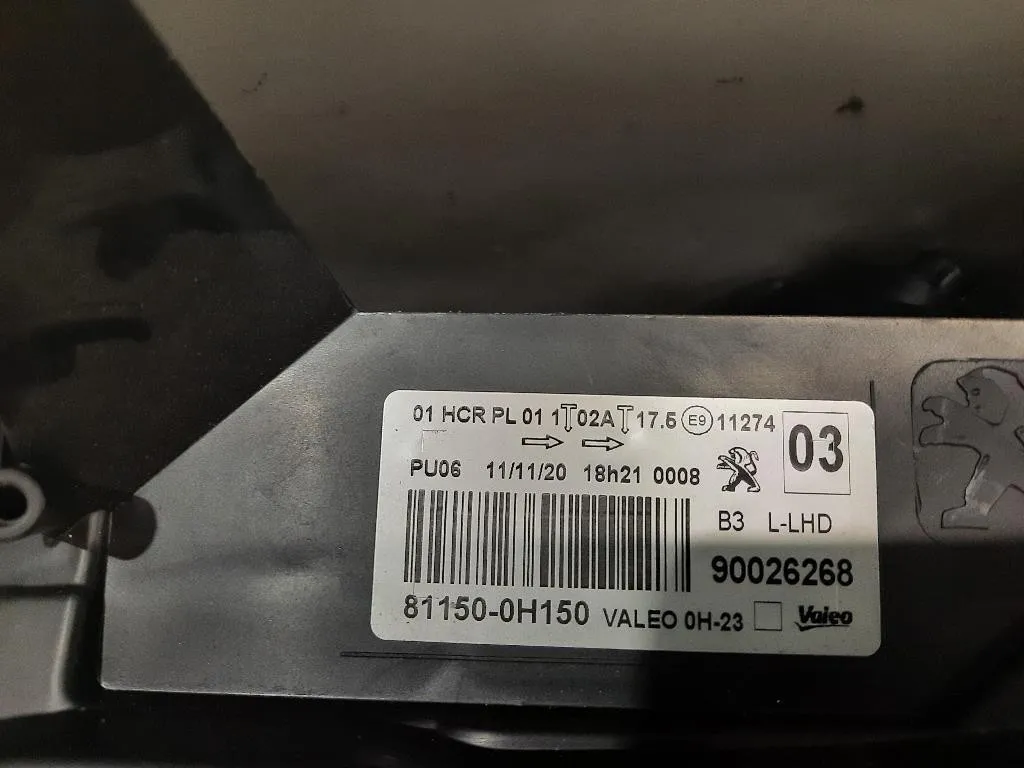 01 HCR PL 01 1 02A 17.5 E9 11274
03
PU06 11/11/20 18h21 0008
B3 L-LHD
90026268
81150-0H150 VALEO 0H-23 Valeo